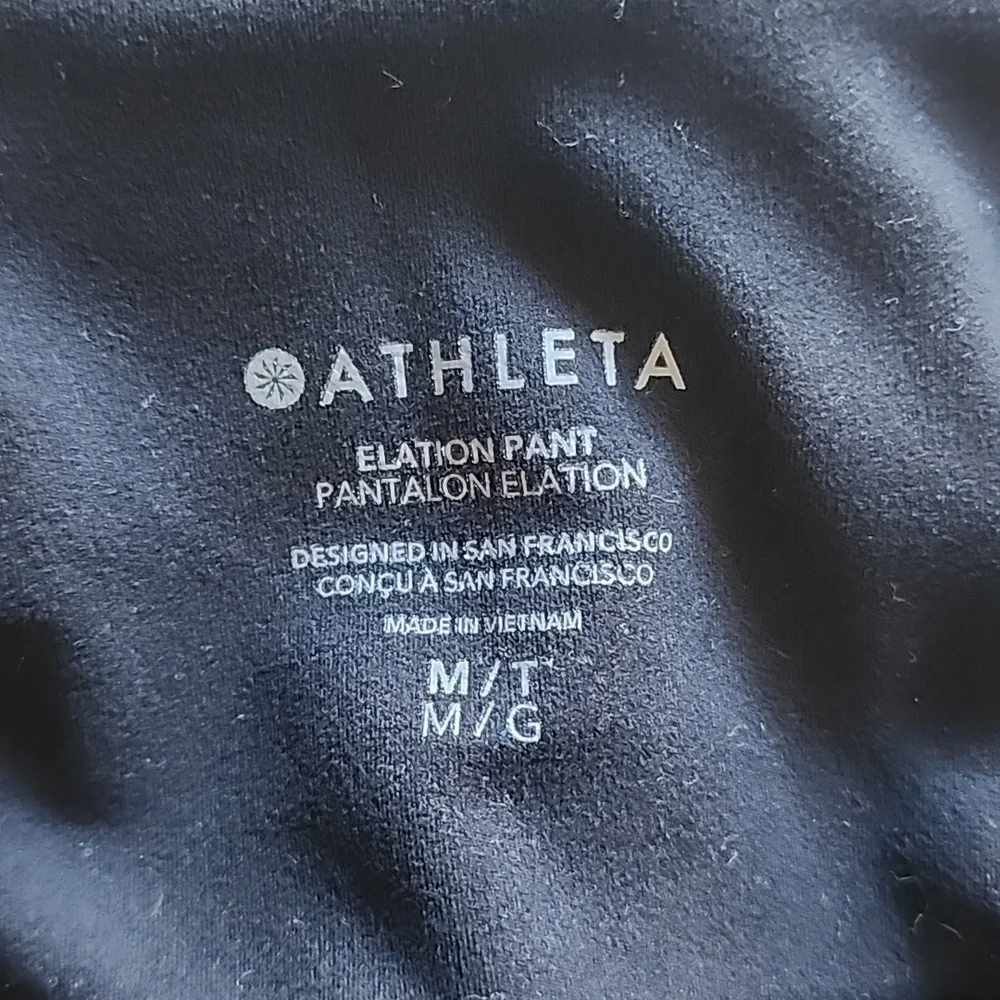 ATHLETA
ELATION PANT
PANTALON ELATION
DESIGNED IN SAN FRANCISCO
CONÇU À SAN FRANCISCO
MADE IN VIETNAM
M/T
M/G